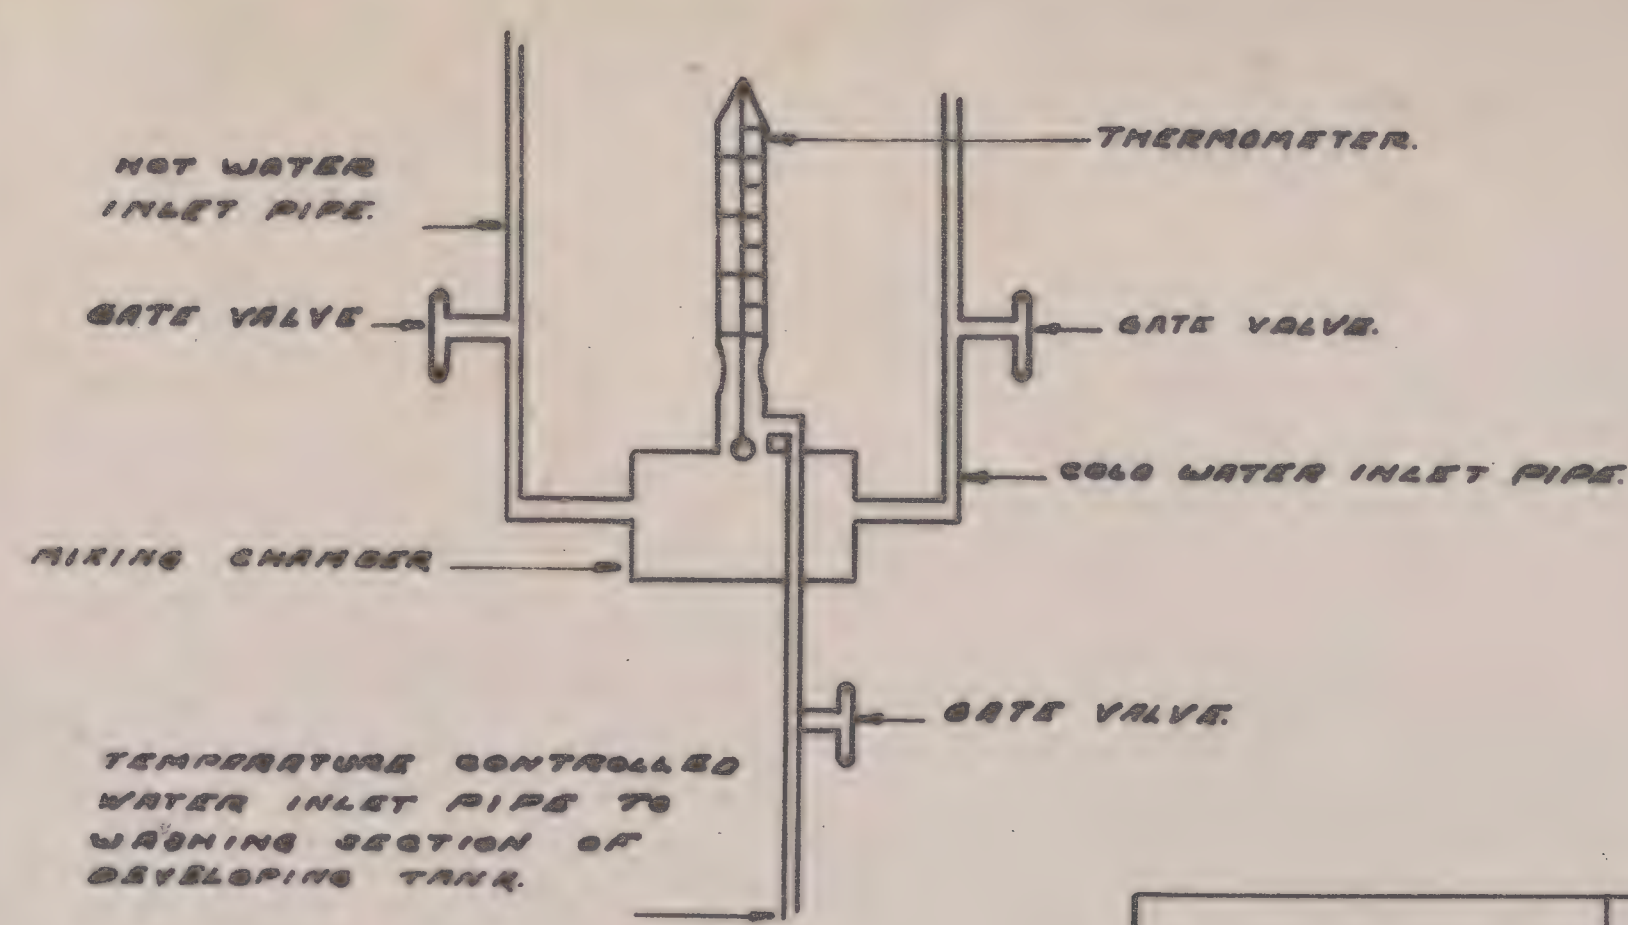 THERMOMETER.
HOT WATER
INLET PIPE.
GATE VALVE
GATE VALVE.
COLD WATER INLET PIPE.
MIXING CHAMBER
GATE VALVE.
TEMPERATURE CONTROLLED
WATER INLET PIPE TO
WASHING SECTION OF
DEVELOPING TANK.